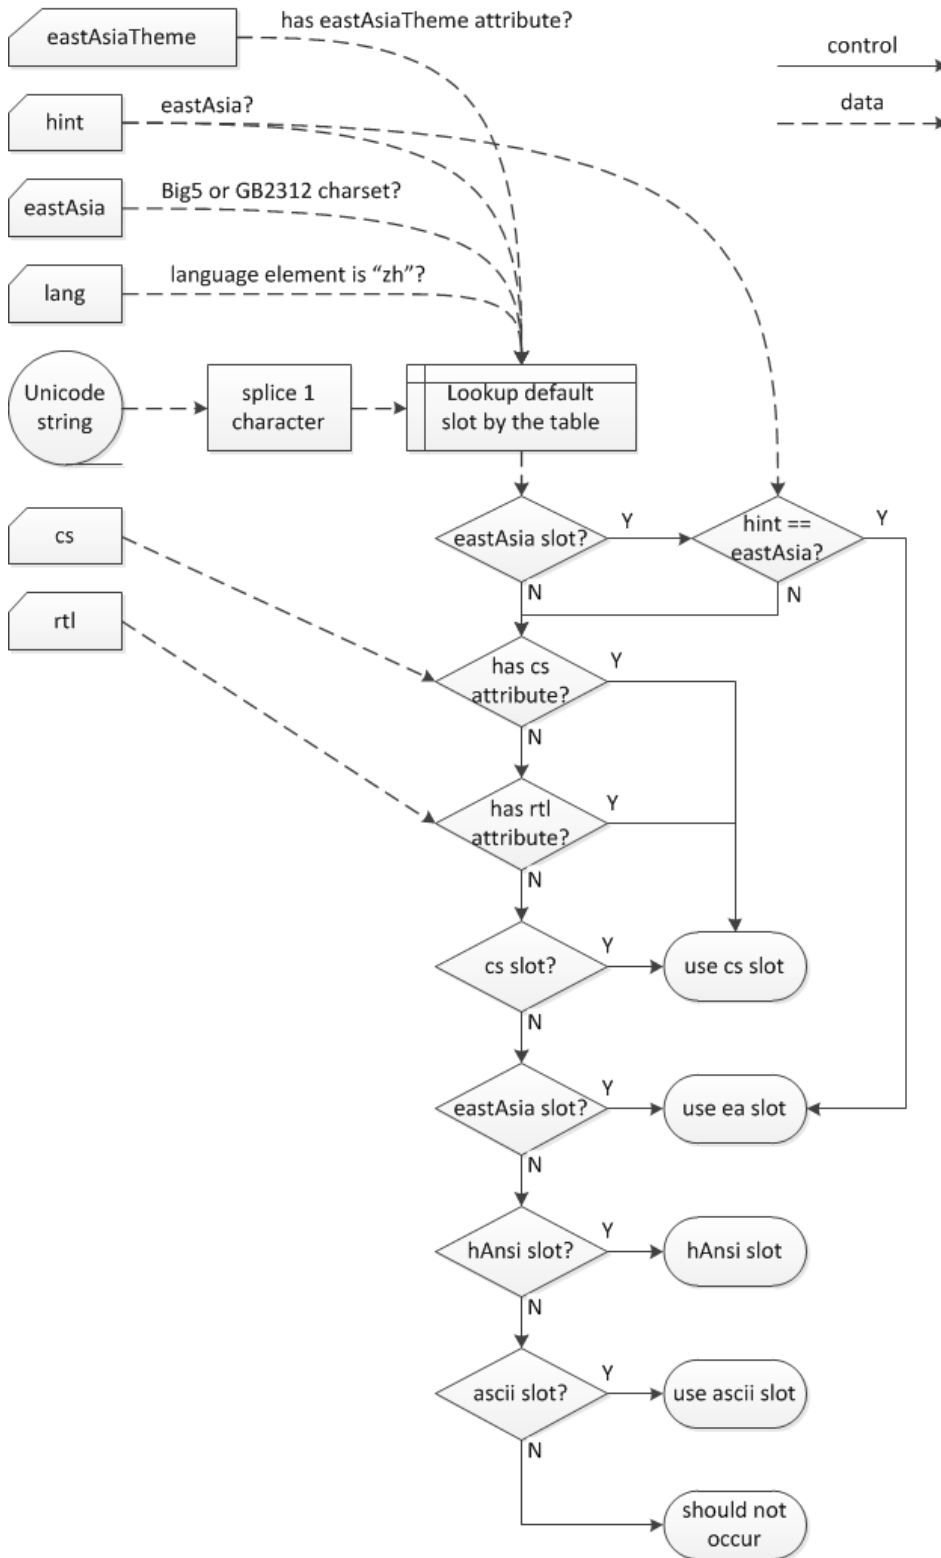 eastAsiaTheme
has eastAsiaTheme attribute?
control
hint
eastAsia?
data
eastAsia
Big5 or GB2312 charset?
lang
language element is “zh”?
Unicode
string
splice 1
character
Lookup default
slot by the table
cs
eastAsia slot?
Y
hint ==
eastAsia?
Y
N
N
rtl
has cs
attribute?
Y
N
has rtl
attribute?
Y
N
cs slot?
Y
use cs slot
N
eastAsia slot?
Y
use ea slot
N
hAnsi slot?
Y
hAnsi slot
N
ascii slot?
Y
use ascii slot
N
should not
occur